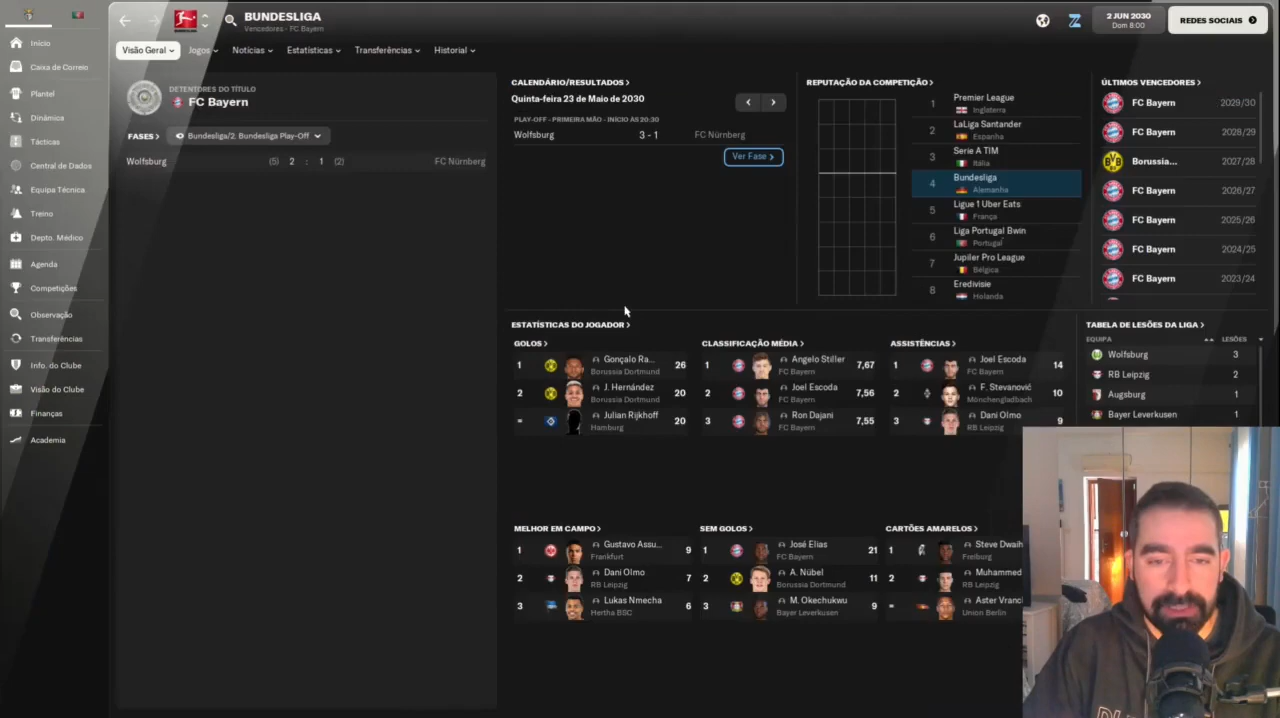 BUNDESLIGA
Vencedores - FC Bayern
2 JUN 2030
Dom 8:00
REDES SOCIAIS
Início
Caixa de Correio
Plantel
Dinâmica
Tácticas
Central de Dados
Equipa Técnica
Treino
Depto. Médico
Agenda
Competições
Observação
Transferências
Info. do Clube
Visão do Clube
Finanças
Academia
Visão Geral
Jogos
Notícias
Estatísticas
Transferências
Historial
DETENTORES DO TÍTULO
FC Bayern
FASES >
Bundesliga/2. Bundesliga Play-Off
Wolfsburg (5) 2 : 1 (2) FC Nürnberg
CALENDÁRIO/RESULTADOS >
Quinta-feira 23 de Maio de 2030
PLAY-OFF - PRIMEIRA MÃO - INÍCIO ÀS 20:30
Wolfsburg 3 - 1 FC Nürnberg
Ver Fase >
REPUTAÇÃO DA COMPETIÇÃO >
1 Premier League
Inglaterra
2 LaLiga Santander
Espanha
3 Serie A TIM
Itália
4 Bundesliga
Alemanha
5 Ligue 1 Uber Eats
França
6 Liga Portugal Bwin
Portugal
7 Jupiler Pro League
Bélgica
8 Eredivisie
Holanda
ÚLTIMOS VENCEDORES >
FC Bayern 2029/30
FC Bayern 2028/29
Borussia... 2027/28
FC Bayern 2026/27
FC Bayern 2025/26
FC Bayern 2024/25
FC Bayern 2023/24
ESTATÍSTICAS DO JOGADOR >
GOLOS >
1 Gonçalo Ra... 26
Borussia Dortmund
2 J. Hernández 20
Borussia Dortmund
= Julian Rijkhoff 20
Hamburg
CLASSIFICAÇÃO MÉDIA >
1 Angelo Stiller 7,67
FC Bayern
2 Joel Escoda 7,56
FC Bayern
3 Ron Dajani 7,55
FC Bayern
ASSISTÊNCIAS >
1 Joel Escoda 14
FC Bayern
2 F. Stevanović 10
Mönchengladbach
3 Dani Olmo 9
RB Leipzig
TABELA DE LESÕES DA LIGA >
EQUIPA LESÕES
Wolfsburg 3
RB Leipzig 2
Augsburg 1
Bayer Leverkusen 1
MELHOR EM CAMPO >
1 Gustavo Assu... 9
Frankfurt
2 Dani Olmo 7
RB Leipzig
3 Lukas Nmecha 6
Hertha BSC
SEM GOLOS >
1 José Elias 21
FC Bayern
2 A. Nübel 11
Borussia Dortmund
3 M. Okechukwu 9
Bayer Leverkusen
CARTÕES AMARELOS >
1 Steve Dwaih
Freiburg
2 Muhammed
RB Leipzig
= Aster Vranc
Union Berlin